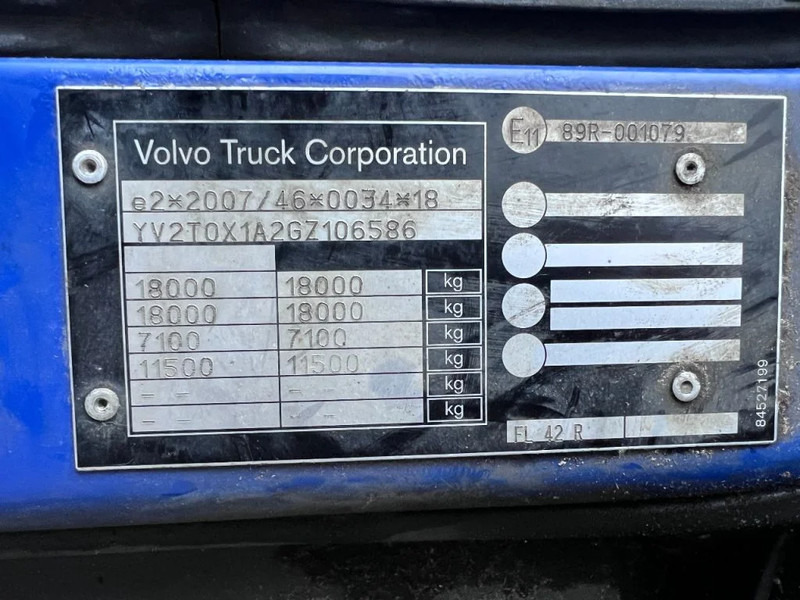 Volvo Truck Corporation
e2*2007/46*0034*18
YV2T0X1A2GZ106586
18000 18000 kg
18000 18000 kg
7100 7100 kg
11500 11500 kg
- - - - - kg
- - - - - kg
E11 89R-001079
FL 42 R
84527199